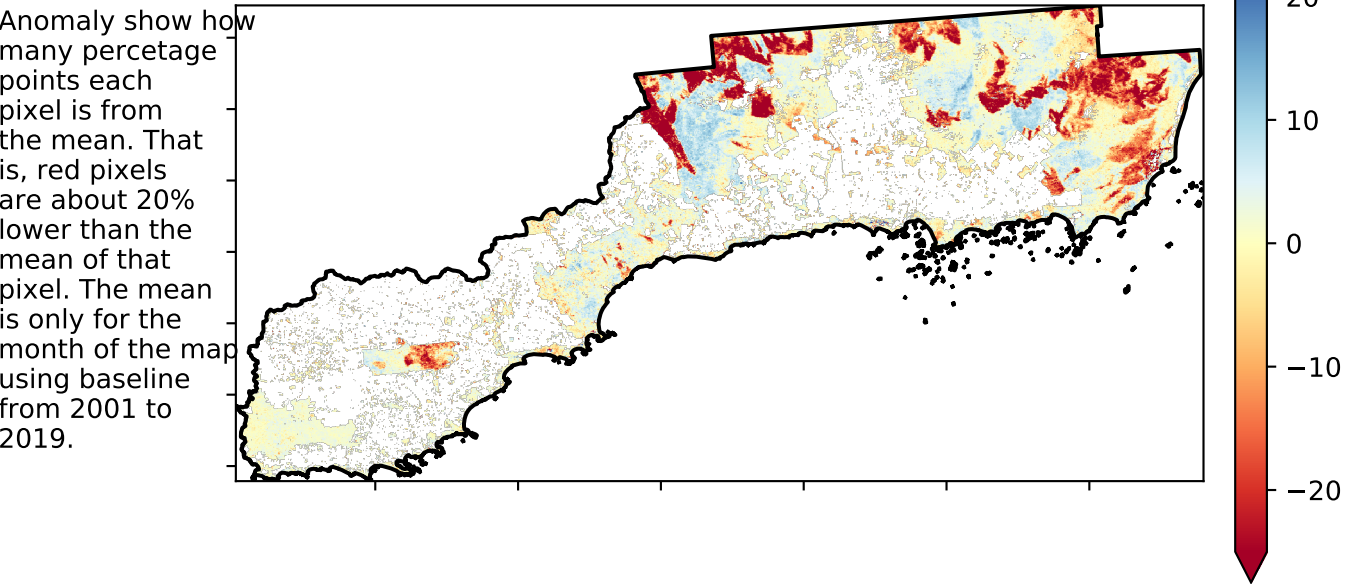 Anomaly show how
many percetage
points each
pixel is from
the mean. That
is, red pixels
are about 20%
lower than the
mean of that
pixel. The mean
is only for the
month of the map
using baseline
from 2001 to
2019.
20
10
0
−10
−20